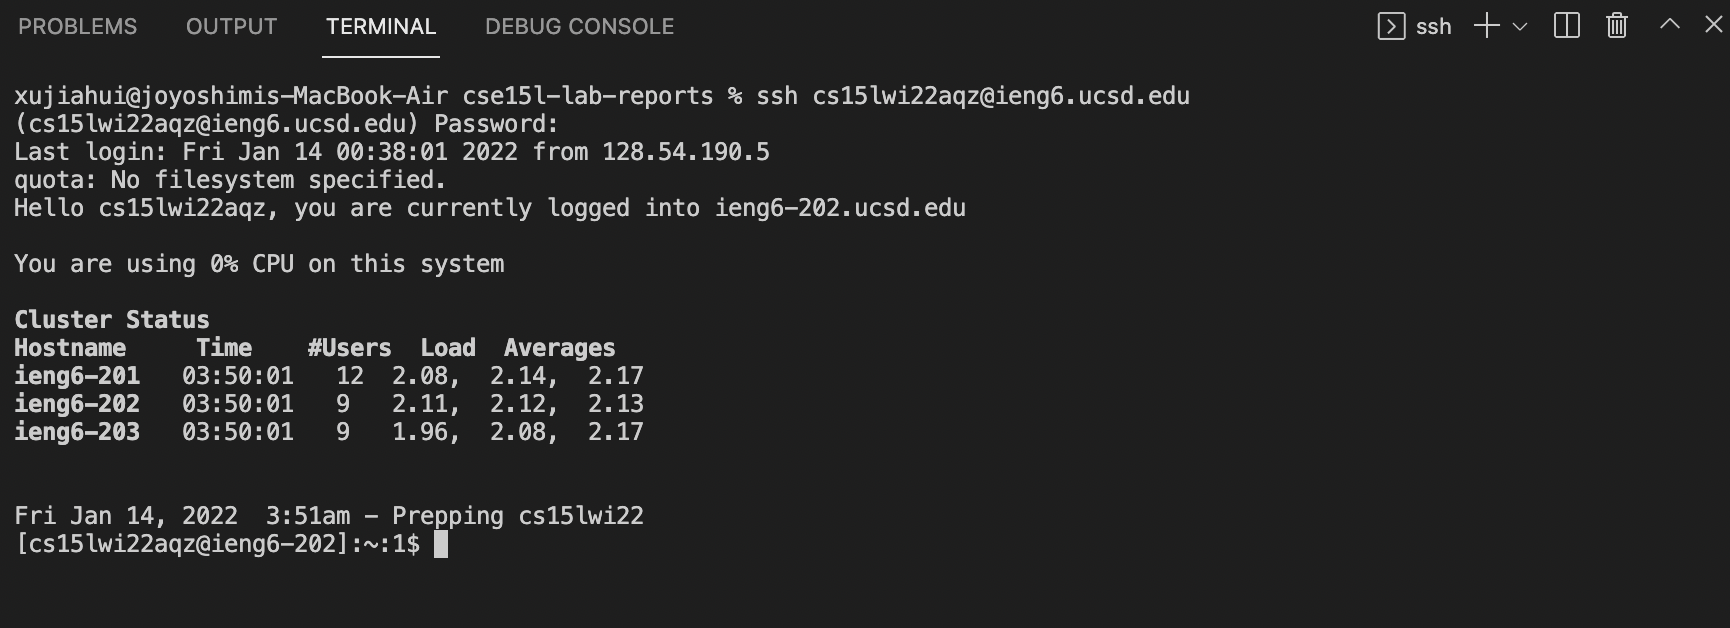 PROBLEMS OUTPUT TERMINAL DEBUG CONSOLE ssh
xujiahui@joyoshimis-MacBook-Air cse15l-lab-reports % ssh cs15lwi22aqz@ieng6.ucsd.edu
(cs15lwi22aqz@ieng6.ucsd.edu) Password:
Last login: Fri Jan 14 00:38:01 2022 from 128.54.190.5
quota: No filesystem specified.
Hello cs15lwi22aqz, you are currently logged into ieng6-202.ucsd.edu
You are using 0% CPU on this system
Cluster Status
Hostname Time #Users Load Averages
ieng6-201 03:50:01 12 2.08, 2.14, 2.17
ieng6-202 03:50:01 9 2.11, 2.12, 2.13
ieng6-203 03:50:01 9 1.96, 2.08, 2.17
Fri Jan 14, 2022 3:51am - Prepping cs15lwi22
[cs15lwi22aqz@ieng6-202]:~:1$